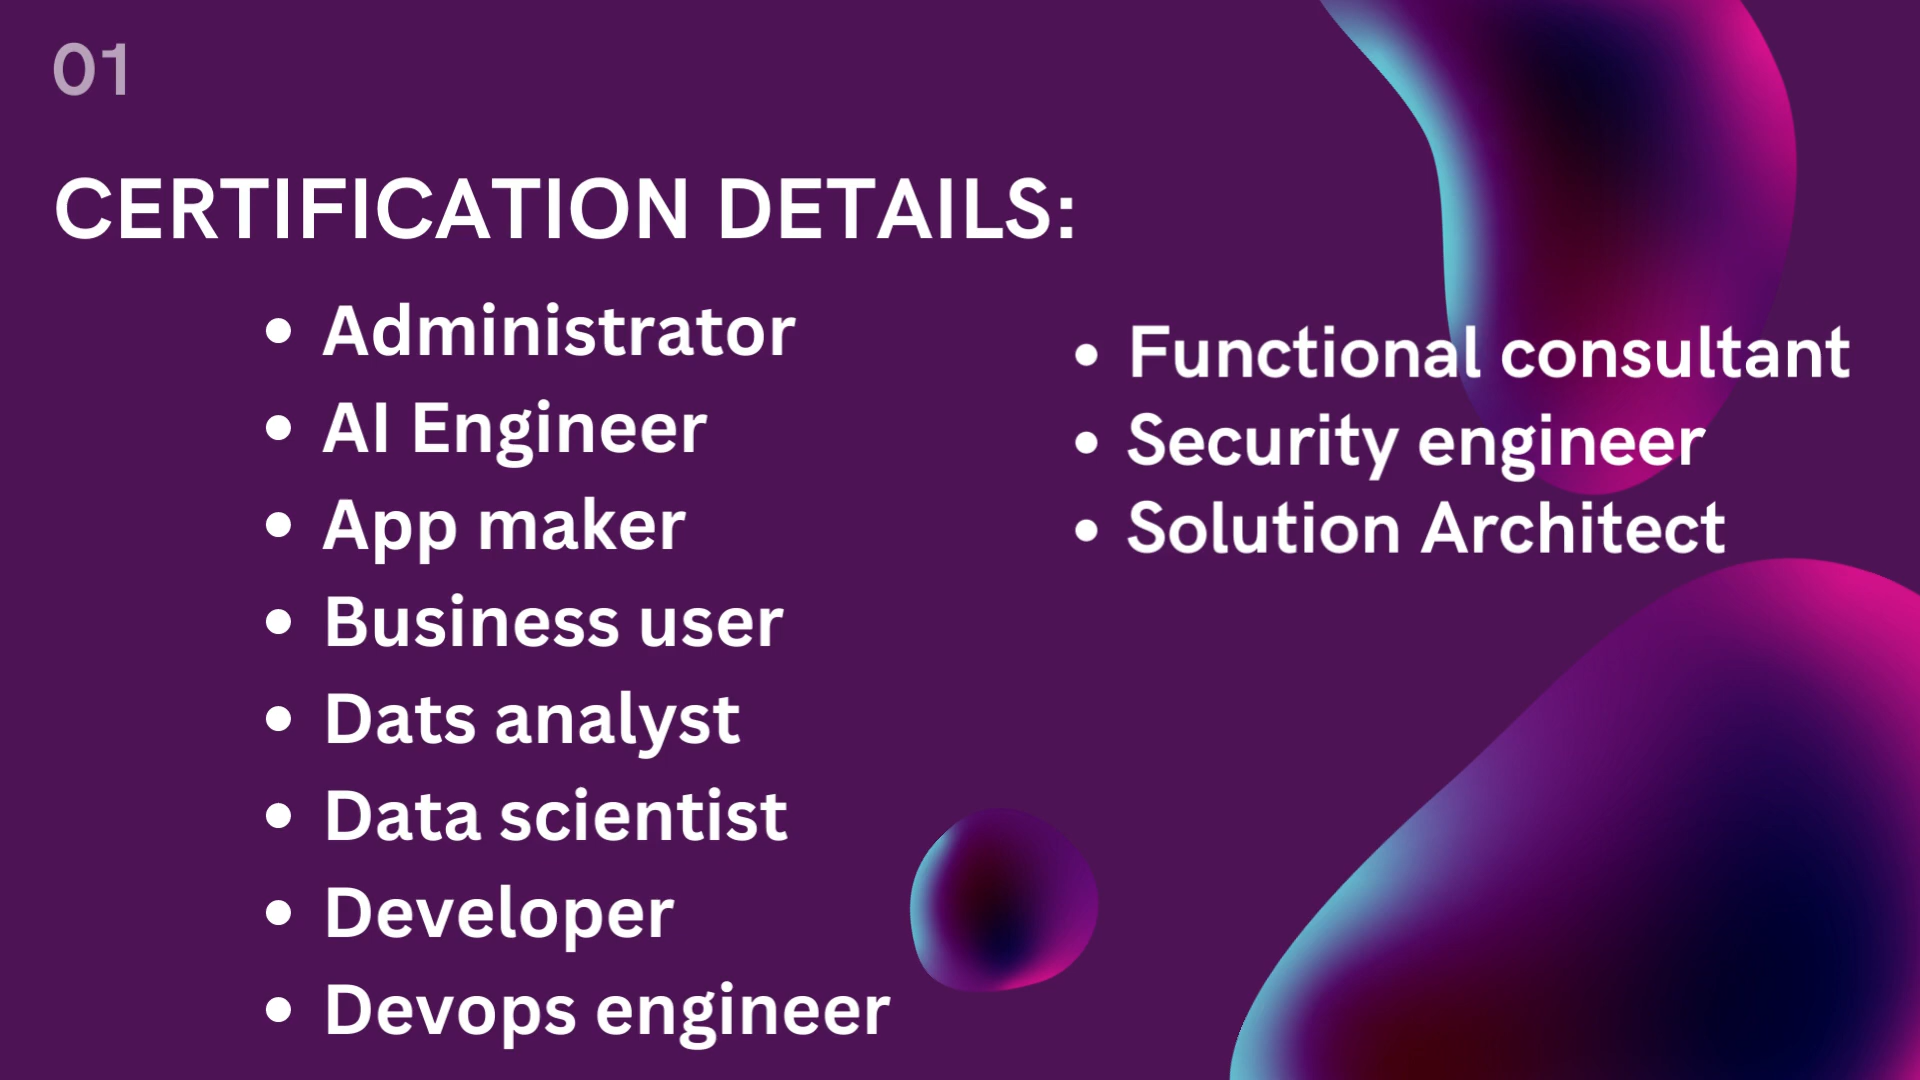 01
CERTIFICATION DETAILS:
• Administrator
• AI Engineer
• App maker
• Business user
• Dats analyst
• Data scientist
• Developer
• Devops engineer
• Functional consultant
• Security engineer
• Solution Architect